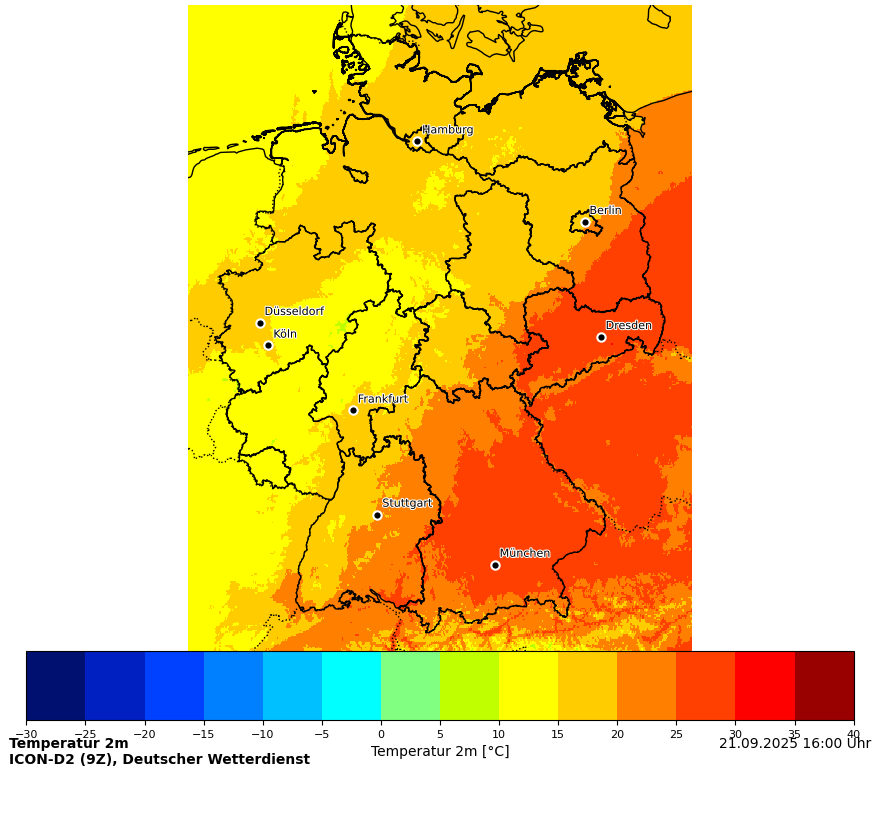 Hamburg
Berlin
Düsseldorf
Dresden
Köln
Frankfurt
Stuttgart
München
−30 −25 −20 −15 −10 −5 0 5 10 15 20 25 30 35 40
Temperatur 2m
Temperatur 2m [°C]
21.09.2025 16:00 Uhr
ICON-D2 (9Z), Deutscher Wetterdienst